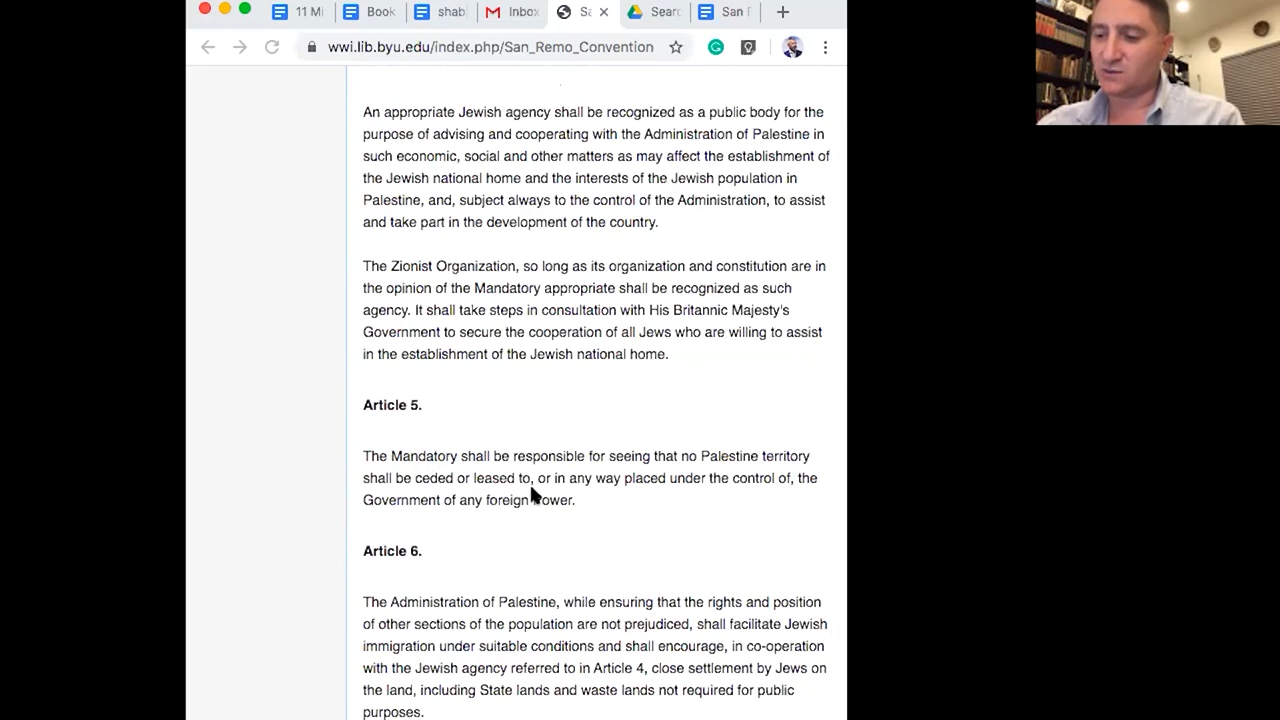 11 Mi
Book
shab
Inbox
Sa
Searc
San F
wwi.lib.byu.edu/index.php/San_Remo_Convention
An appropriate Jewish agency shall be recognized as a public body for the
purpose of advising and cooperating with the Administration of Palestine in
such economic, social and other matters as may affect the establishment of
the Jewish national home and the interests of the Jewish population in
Palestine, and, subject always to the control of the Administration, to assist
and take part in the development of the country.
The Zionist Organization, so long as its organization and constitution are in
the opinion of the Mandatory appropriate shall be recognized as such
agency. It shall take steps in consultation with His Britannic Majesty's
Government to secure the cooperation of all Jews who are willing to assist
in the establishment of the Jewish national home.
Article 5.
The Mandatory shall be responsible for seeing that no Palestine territory
shall be ceded or leased to, or in any way placed under the control of, the
Government of any foreign Power.
Article 6.
The Administration of Palestine, while ensuring that the rights and position
of other sections of the population are not prejudiced, shall facilitate Jewish
immigration under suitable conditions and shall encourage, in co-operation
with the Jewish agency referred to in Article 4, close settlement by Jews on
the land, including State lands and waste lands not required for public
purposes.